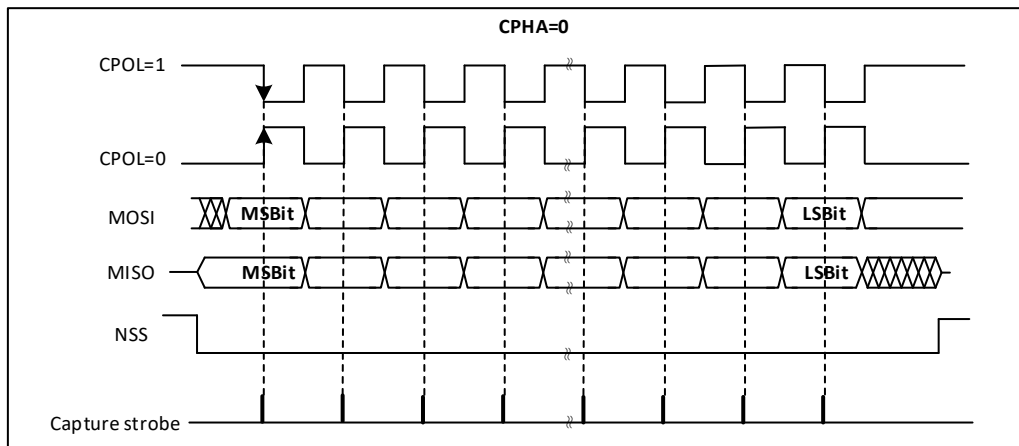 CPHA=0
CPOL=1
CPOL=0
MOSI MSBit LSBit
MISO MSBit LSBit
NSS
Capture strobe